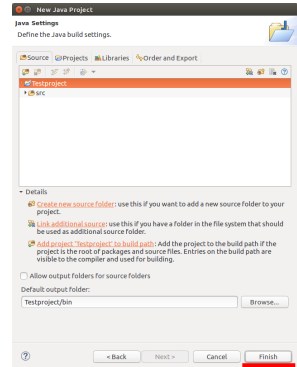 New Java Project
Java Settings
Define the Java build settings.
Source Projects Libraries Order and Export
Testproject
src
Details
Create new source folder: use this if you want to add a new source folder to your
project.
Link additional source: use this if you have a folder in the file system that should
be used as additional source folder.
Add project 'Testproject' to build path: Add the project to the build path if the
project is the root of packages and source files. Entries on the build path are
visible to the compiler and used for building.
Allow output folders for source folders
Default output folder:
Testproject/bin
Browse...
< Back Next > Cancel Finish